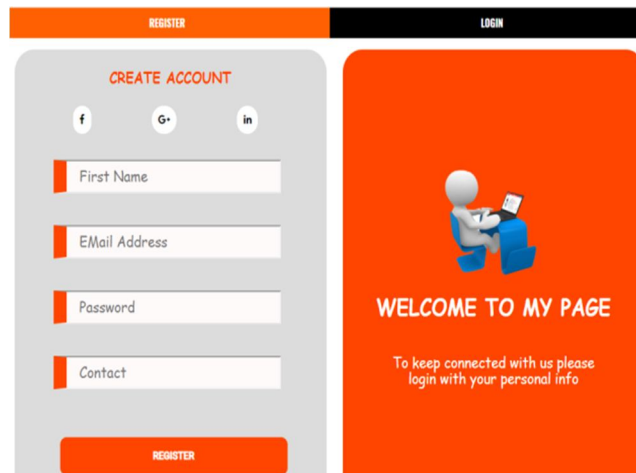 REGISTER
LOGIN
CREATE ACCOUNT
f
G+
in
First Name
EMail Address
Password
Contact
REGISTER
WELCOME TO MY PAGE
To keep connected with us please
login with your personal info